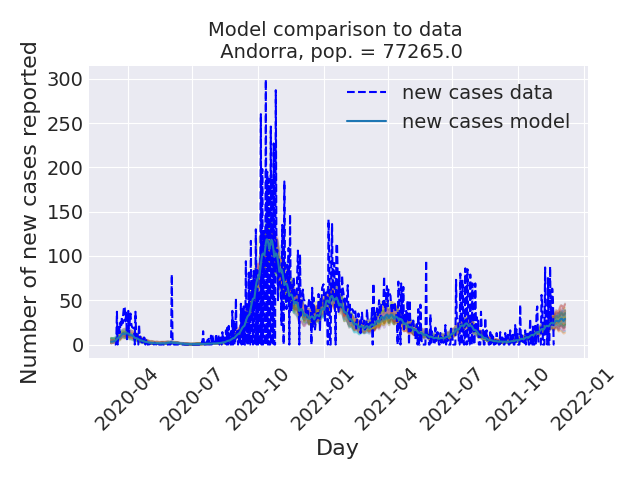 Model comparison to data
Andorra, pop. = 77265.0
Number of new cases reported
300
250
200
150
100
50
0
new cases data
new cases model
2020-04
2020-07
2020-10
2021-01
2021-04
2021-07
2021-10
2022-01
Day